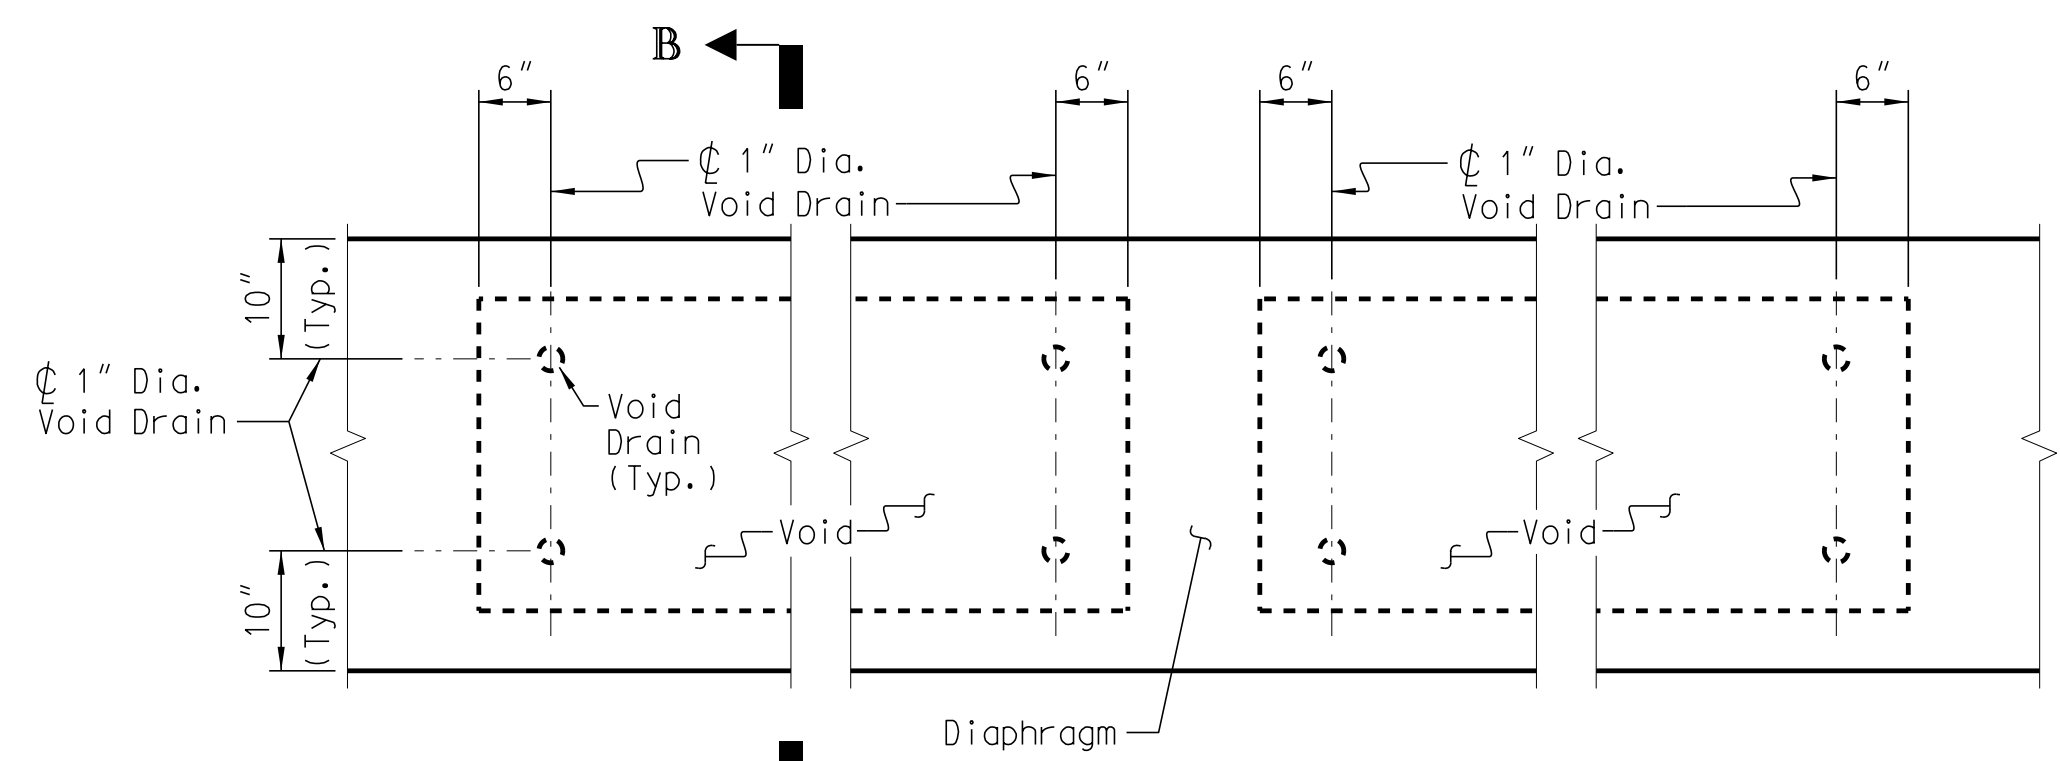 B
6" 6" 6" 6"
℄ 1" Dia.
Void Drain
℄ 1" Dia.
Void Drain
10"
(Typ.)
℄ 1" Dia.
Void Drain
Void
Drain
(Typ.)
Void
Void
10"
(Typ.)
Diaphragm